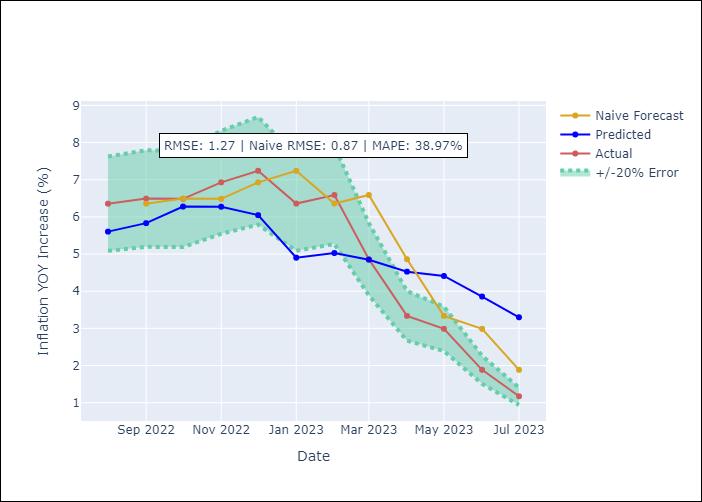 9
8
7
6
5
4
3
2
1
Inflation YOY Increase (%)
RMSE: 1.27 | Naive RMSE: 0.87 | MAPE: 38.97%
Naive Forecast
Predicted
Actual
+/-20% Error
Sep 2022 Nov 2022 Jan 2023 Mar 2023 May 2023 Jul 2023
Date